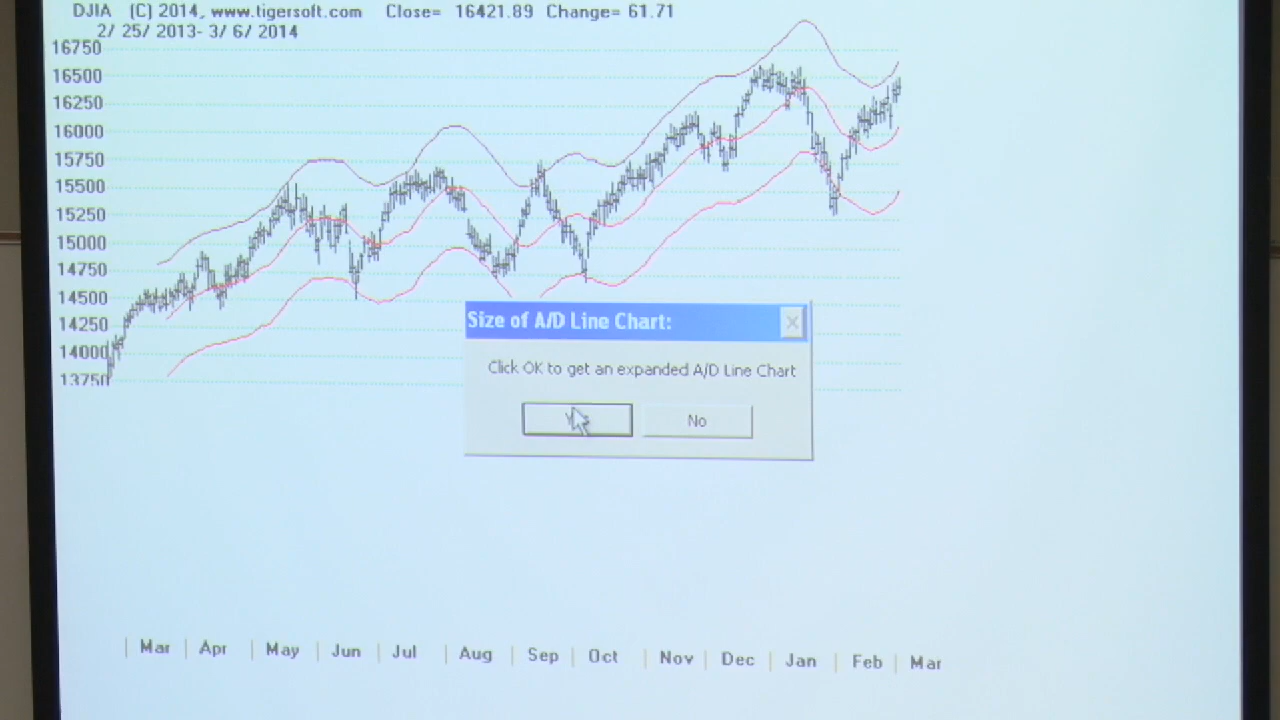 DJIA (C) 2014, www.tigersoft.com Close= 16421.89 Change= 61.71
2/ 25/ 2013- 3/ 6/ 2014
16750
16500
16250
16000
15750
15500
15250
15000
14750
14500
14250
14000
13750
Size of A/D Line Chart:
Click OK to get an expanded A/D Line Chart
No
Mar Apr May Jun Jul Aug Sep Oct Nov Dec Jan Feb Mar